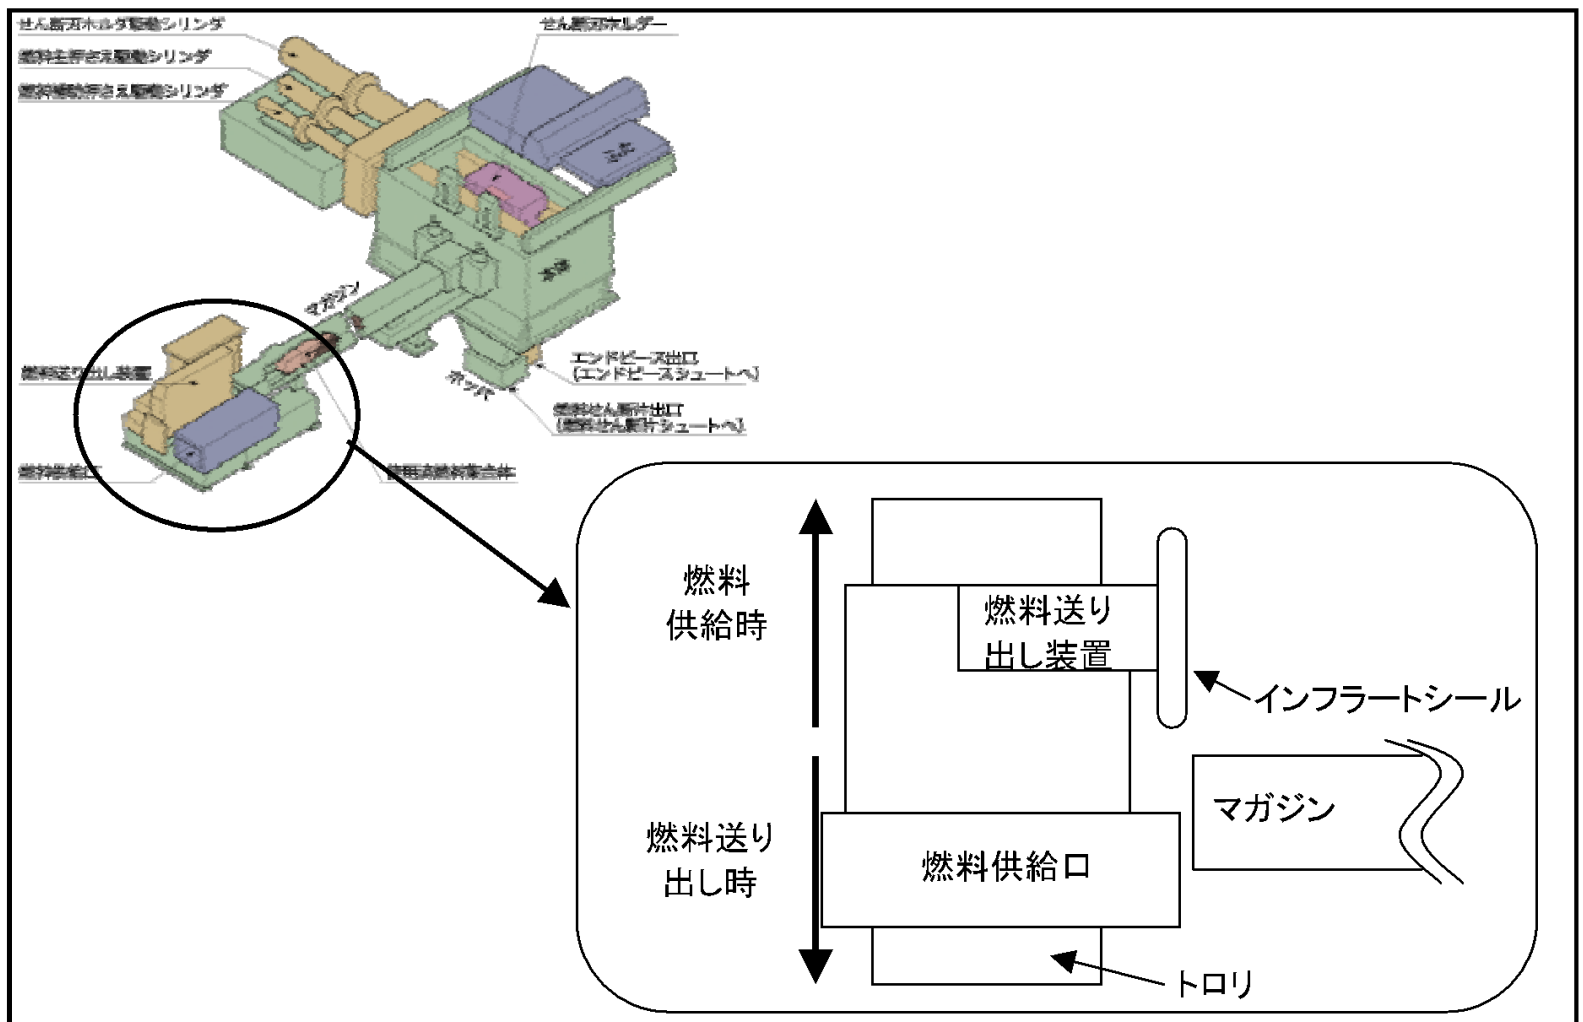 せん断刃ホルダ駆動シリンダ
燃料主押さえ駆動シリンダ
燃料補助押さえ駆動シリンダ
せん断刃ホルダー
マガジン
燃料送り出し装置
燃料供給口
使用済燃料集合体
エンドピース出口
(エンドピースシュートへ)
燃料せん断片出口
(燃料せん断片シュートへ)
燃料
供給時
燃料送り
出し装置
インフラートシール
マガジン
燃料送り
出し時
燃料供給口
トロリ